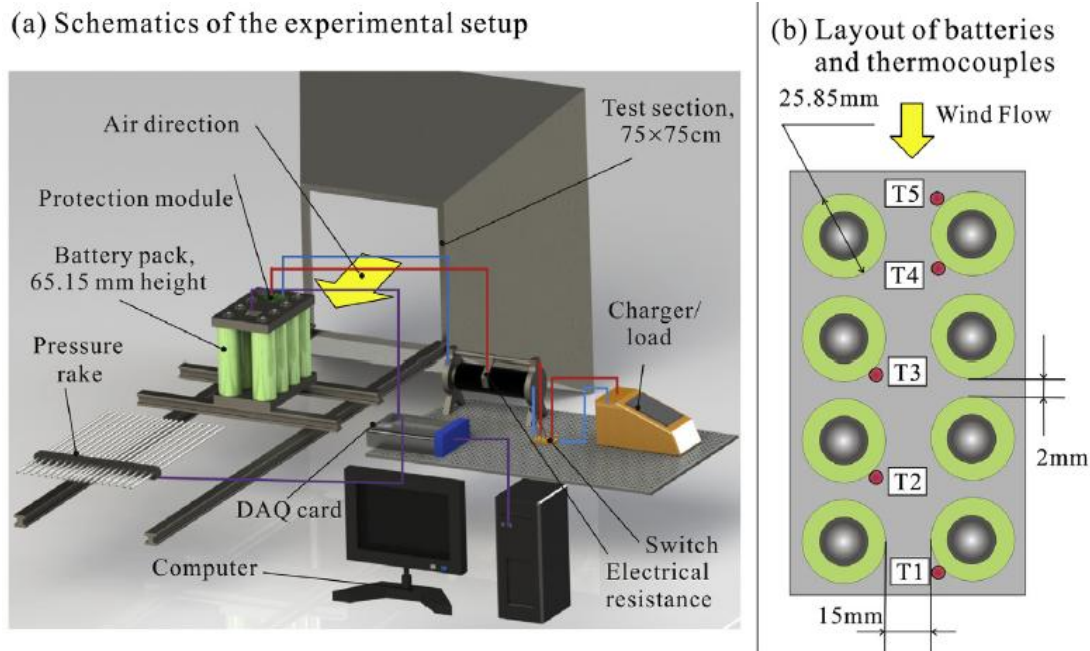 (a) Schematics of the experimental setup
Air direction
Test section,
75×75cm
Protection module
Battery pack,
65.15 mm height
Pressure
rake
Charger/
load
DAQ card
Computer
Switch
Electrical
resistance
(b) Layout of batteries
and thermocouples
25.85mm
Wind Flow
T5
T4
T3
2mm
T2
T1
15mm